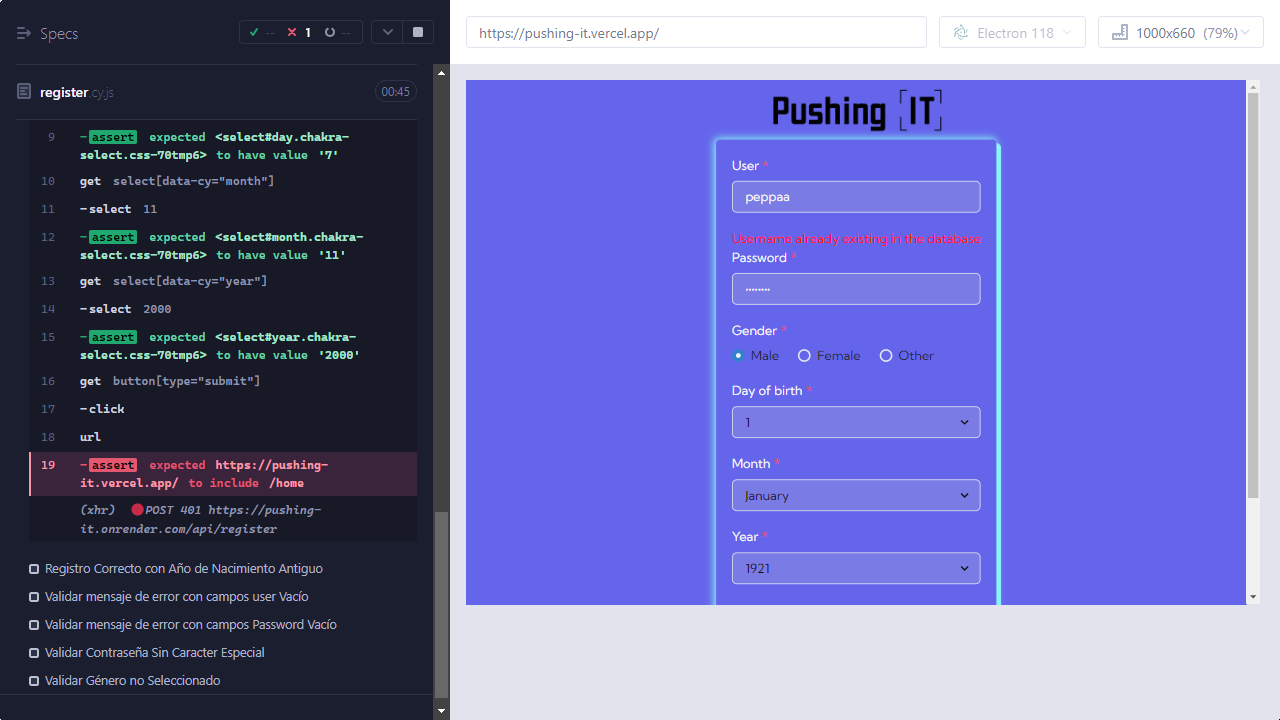 Specs
-- 1 --
register.cy.js 00:45
9 -assert expected <select#day.chakra-
select.css-70tmp6> to have value '7'
10 get select[data-cy="month"]
11 -select 11
12 -assert expected <select#month.chakra-
select.css-70tmp6> to have value '11'
13 get select[data-cy="year"]
14 -select 2000
15 -assert expected <select#year.chakra-
select.css-70tmp6> to have value '2000'
16 get button[type="submit"]
17 -click
18 url
19 -assert expected https://pushing-
it.vercel.app/ to include /home
(xhr) POST 401 https://pushing-
it.onrender.com/api/register
Registro Correcto con Año de Nacimiento Antiguo
Validar mensaje de error con campos user Vacío
Validar mensaje de error con campos Password Vacío
Validar Contraseña Sin Caracter Especial
Validar Género no Seleccionado
https://pushing-it.vercel.app/
Electron 118
1000x660 (79%)
Pushing [IT]
User *
peppaa
Username already existing in the database
Password *
••••••••
Gender *
Male Female Other
Day of birth *
1
Month *
January
Year *
1921